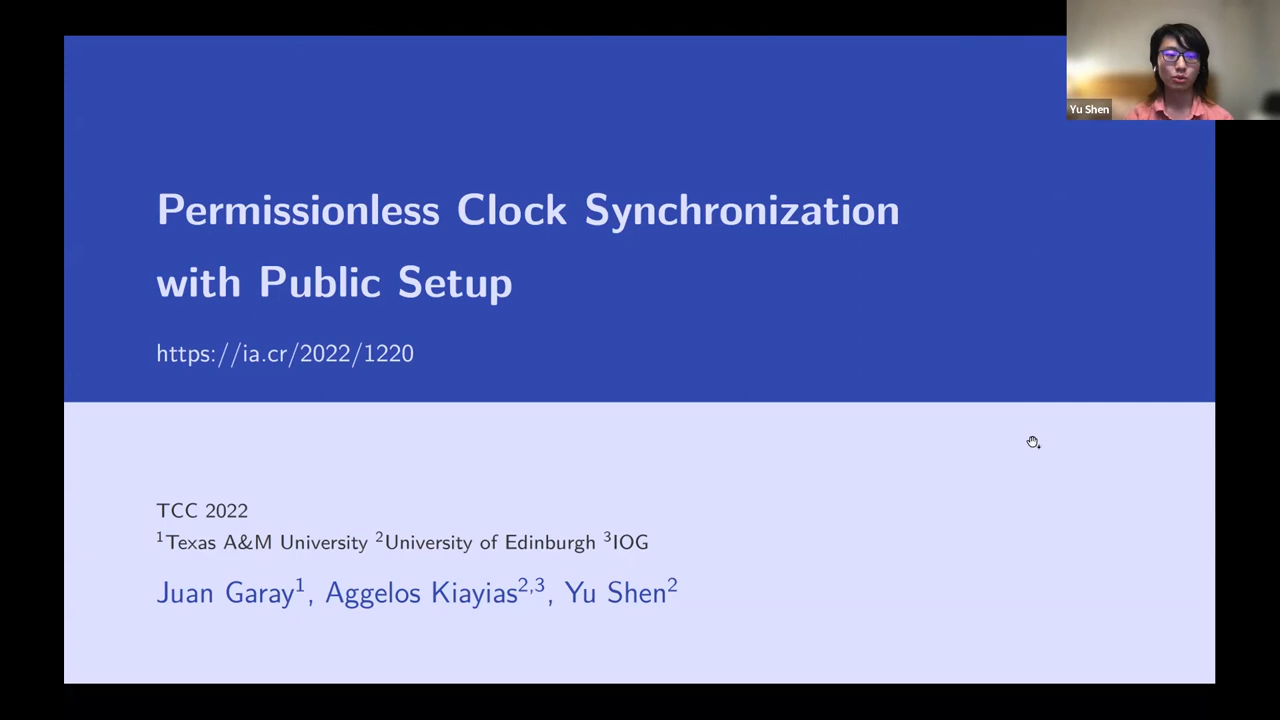 Yu Shen
Permissionless Clock Synchronization
with Public Setup
https://ia.cr/2022/1220
TCC 2022
¹Texas A&M University ²University of Edinburgh ³IOG
Juan Garay¹, Aggelos Kiayias²,³, Yu Shen²